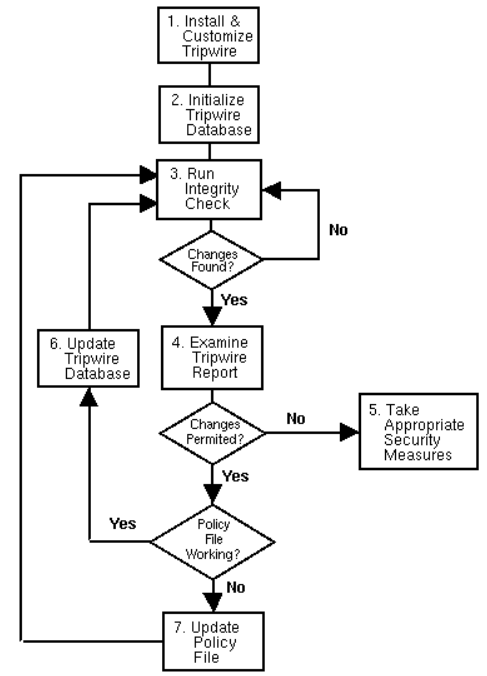 1. Install &
Customize
Tripwire
2. Initialize
Tripwire
Database
3. Run
Integrity
Check
No
Changes
Found?
Yes
6. Update
Tripwire
Database
4. Examine
Tripwire
Report
Changes
Permited?
No
5. Take
Appropriate
Security
Measures
Yes
Policy
File
Working?
Yes
No
7. Update
Policy
File